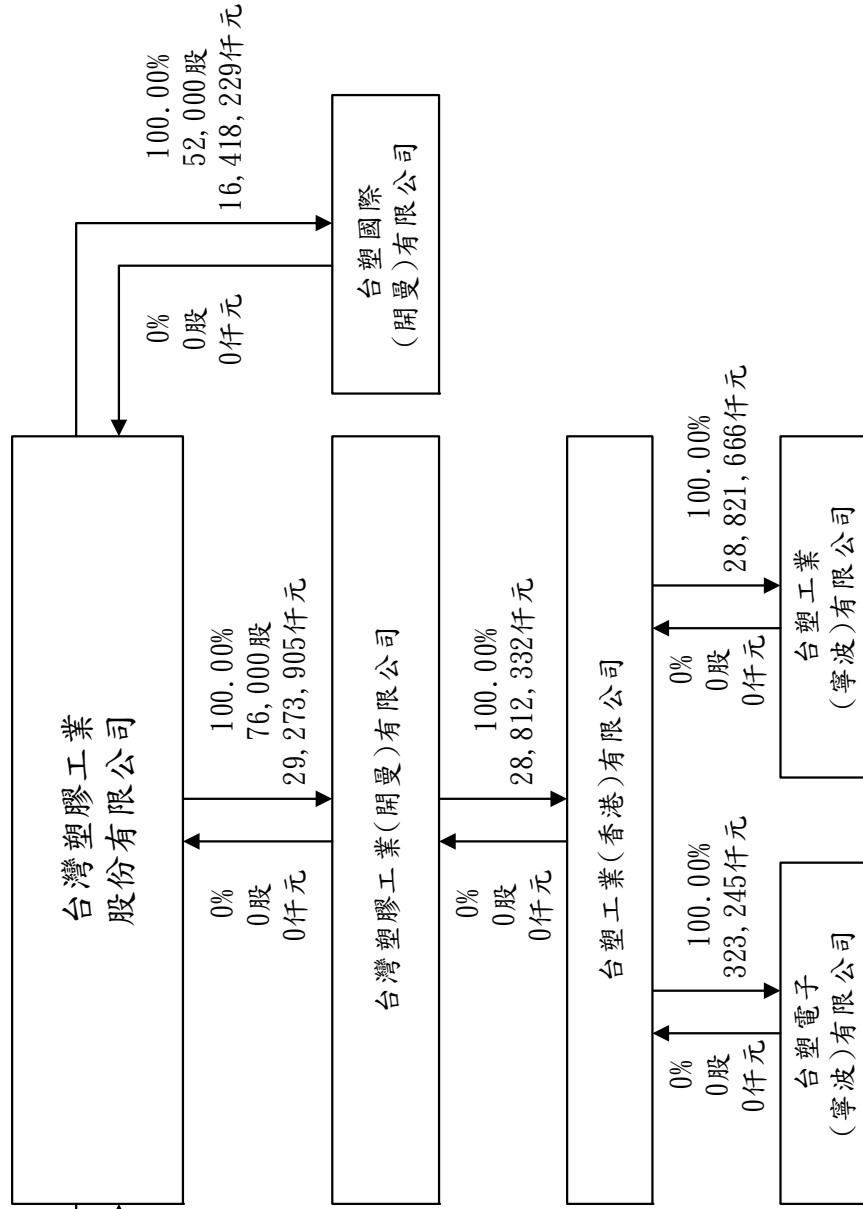 台灣塑膠工業
股份有限公司
100.00%
52,000股
16,418,229仟元
0%
0股
0仟元
台塑國際
(開曼)有限公司
0%
0股
0仟元
100.00%
76,000股
29,273,905仟元
台灣塑膠工業(開曼)有限公司
0%
0股
0仟元
100.00%
28,812,332仟元
台塑工業(香港)有限公司
0%
0股
0仟元
100.00%
323,245仟元
0%
0股
0仟元
100.00%
28,821,666仟元
台塑電子
(寧波)有限公司
台塑工業
(寧波)有限公司